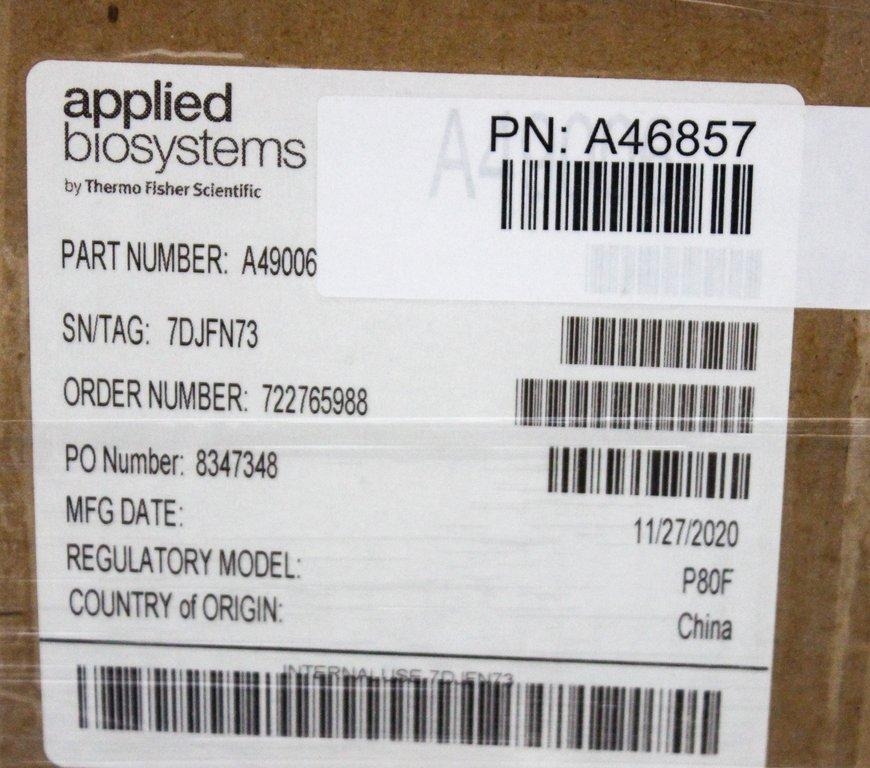 applied
biosystems
by Thermo Fisher Scientific
PN: A46857
PART NUMBER: A49006
SN/TAG: 7DJFN73
ORDER NUMBER: 722765988
PO Number: 8347348
MFG DATE: 11/27/2020
REGULATORY MODEL: P80F
COUNTRY of ORIGIN: China
INTERNAL USE 7DJFN73